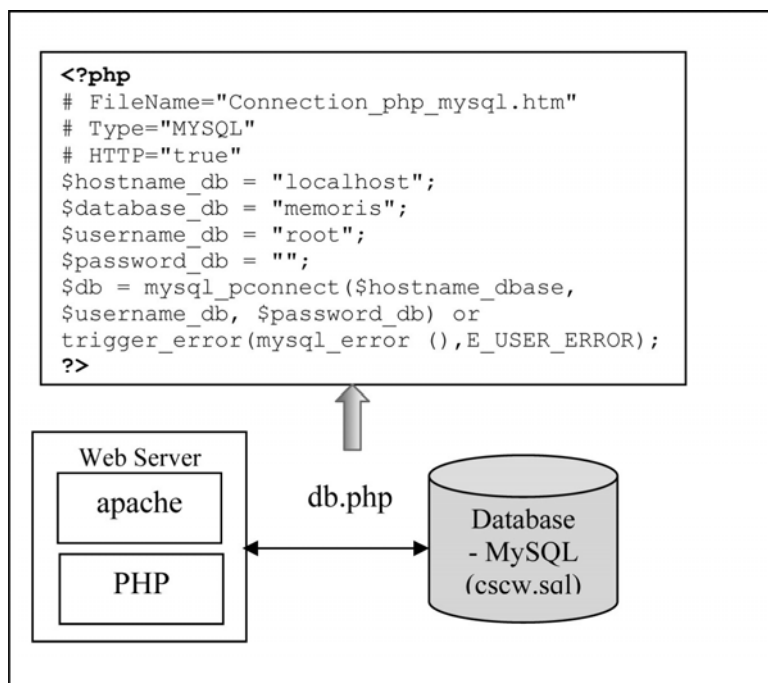 <?php
# FileName="Connection_php_mysql.htm"
# Type="MYSQL"
# HTTP="true"
$hostname_db = "localhost";
$database_db = "memoris";
$username_db = "root";
$password_db = "";
$db = mysql_pconnect($hostname_dbase,
$username_db, $password_db) or
trigger_error(mysql_error (),E_USER_ERROR);
?>
Web Server
apache
PHP
db.php
Database
- MySQL
(cscw.sql)